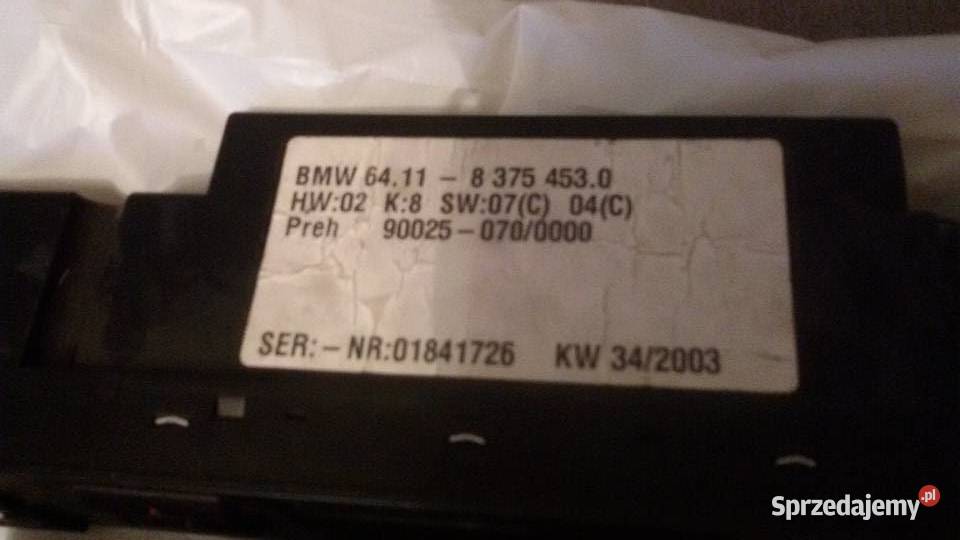 BMW 64.11 – 8 375 453.0
HW:02 K:8 SW:07(C) 04(C)
Preh 90025-070/0000
SER:-NR:01841726 KW 34/2003
Sprzedajemy.pl